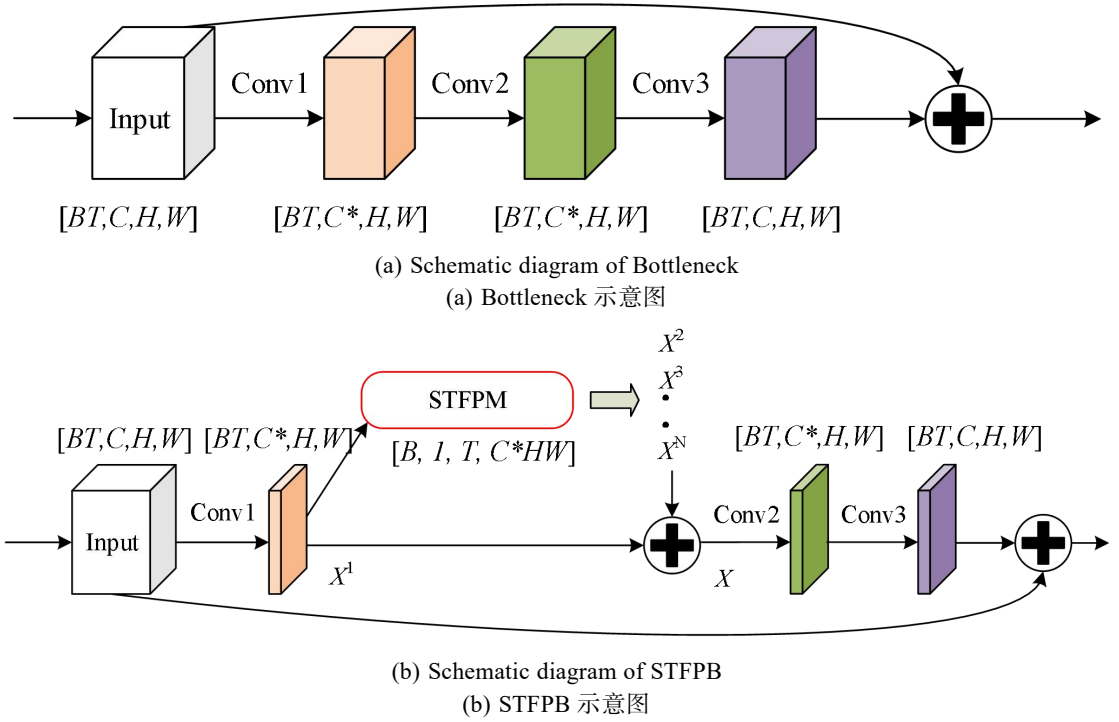 Input
Conv1
Conv2
Conv3
[BT,C,H,W]
[BT,C*,H,W]
[BT,C*,H,W]
[BT,C,H,W]
(a) Schematic diagram of Bottleneck
(a) Bottleneck 示意图
X²
X³
STFPM
[B, 1, T, C*HW]
Xᴺ
[BT,C,H,W]
[BT,C*,H,W]
[BT,C*,H,W]
[BT,C,H,W]
Input
Conv1
X¹
X
Conv2
Conv3
(b) Schematic diagram of STFPB
(b) STFPB 示意图